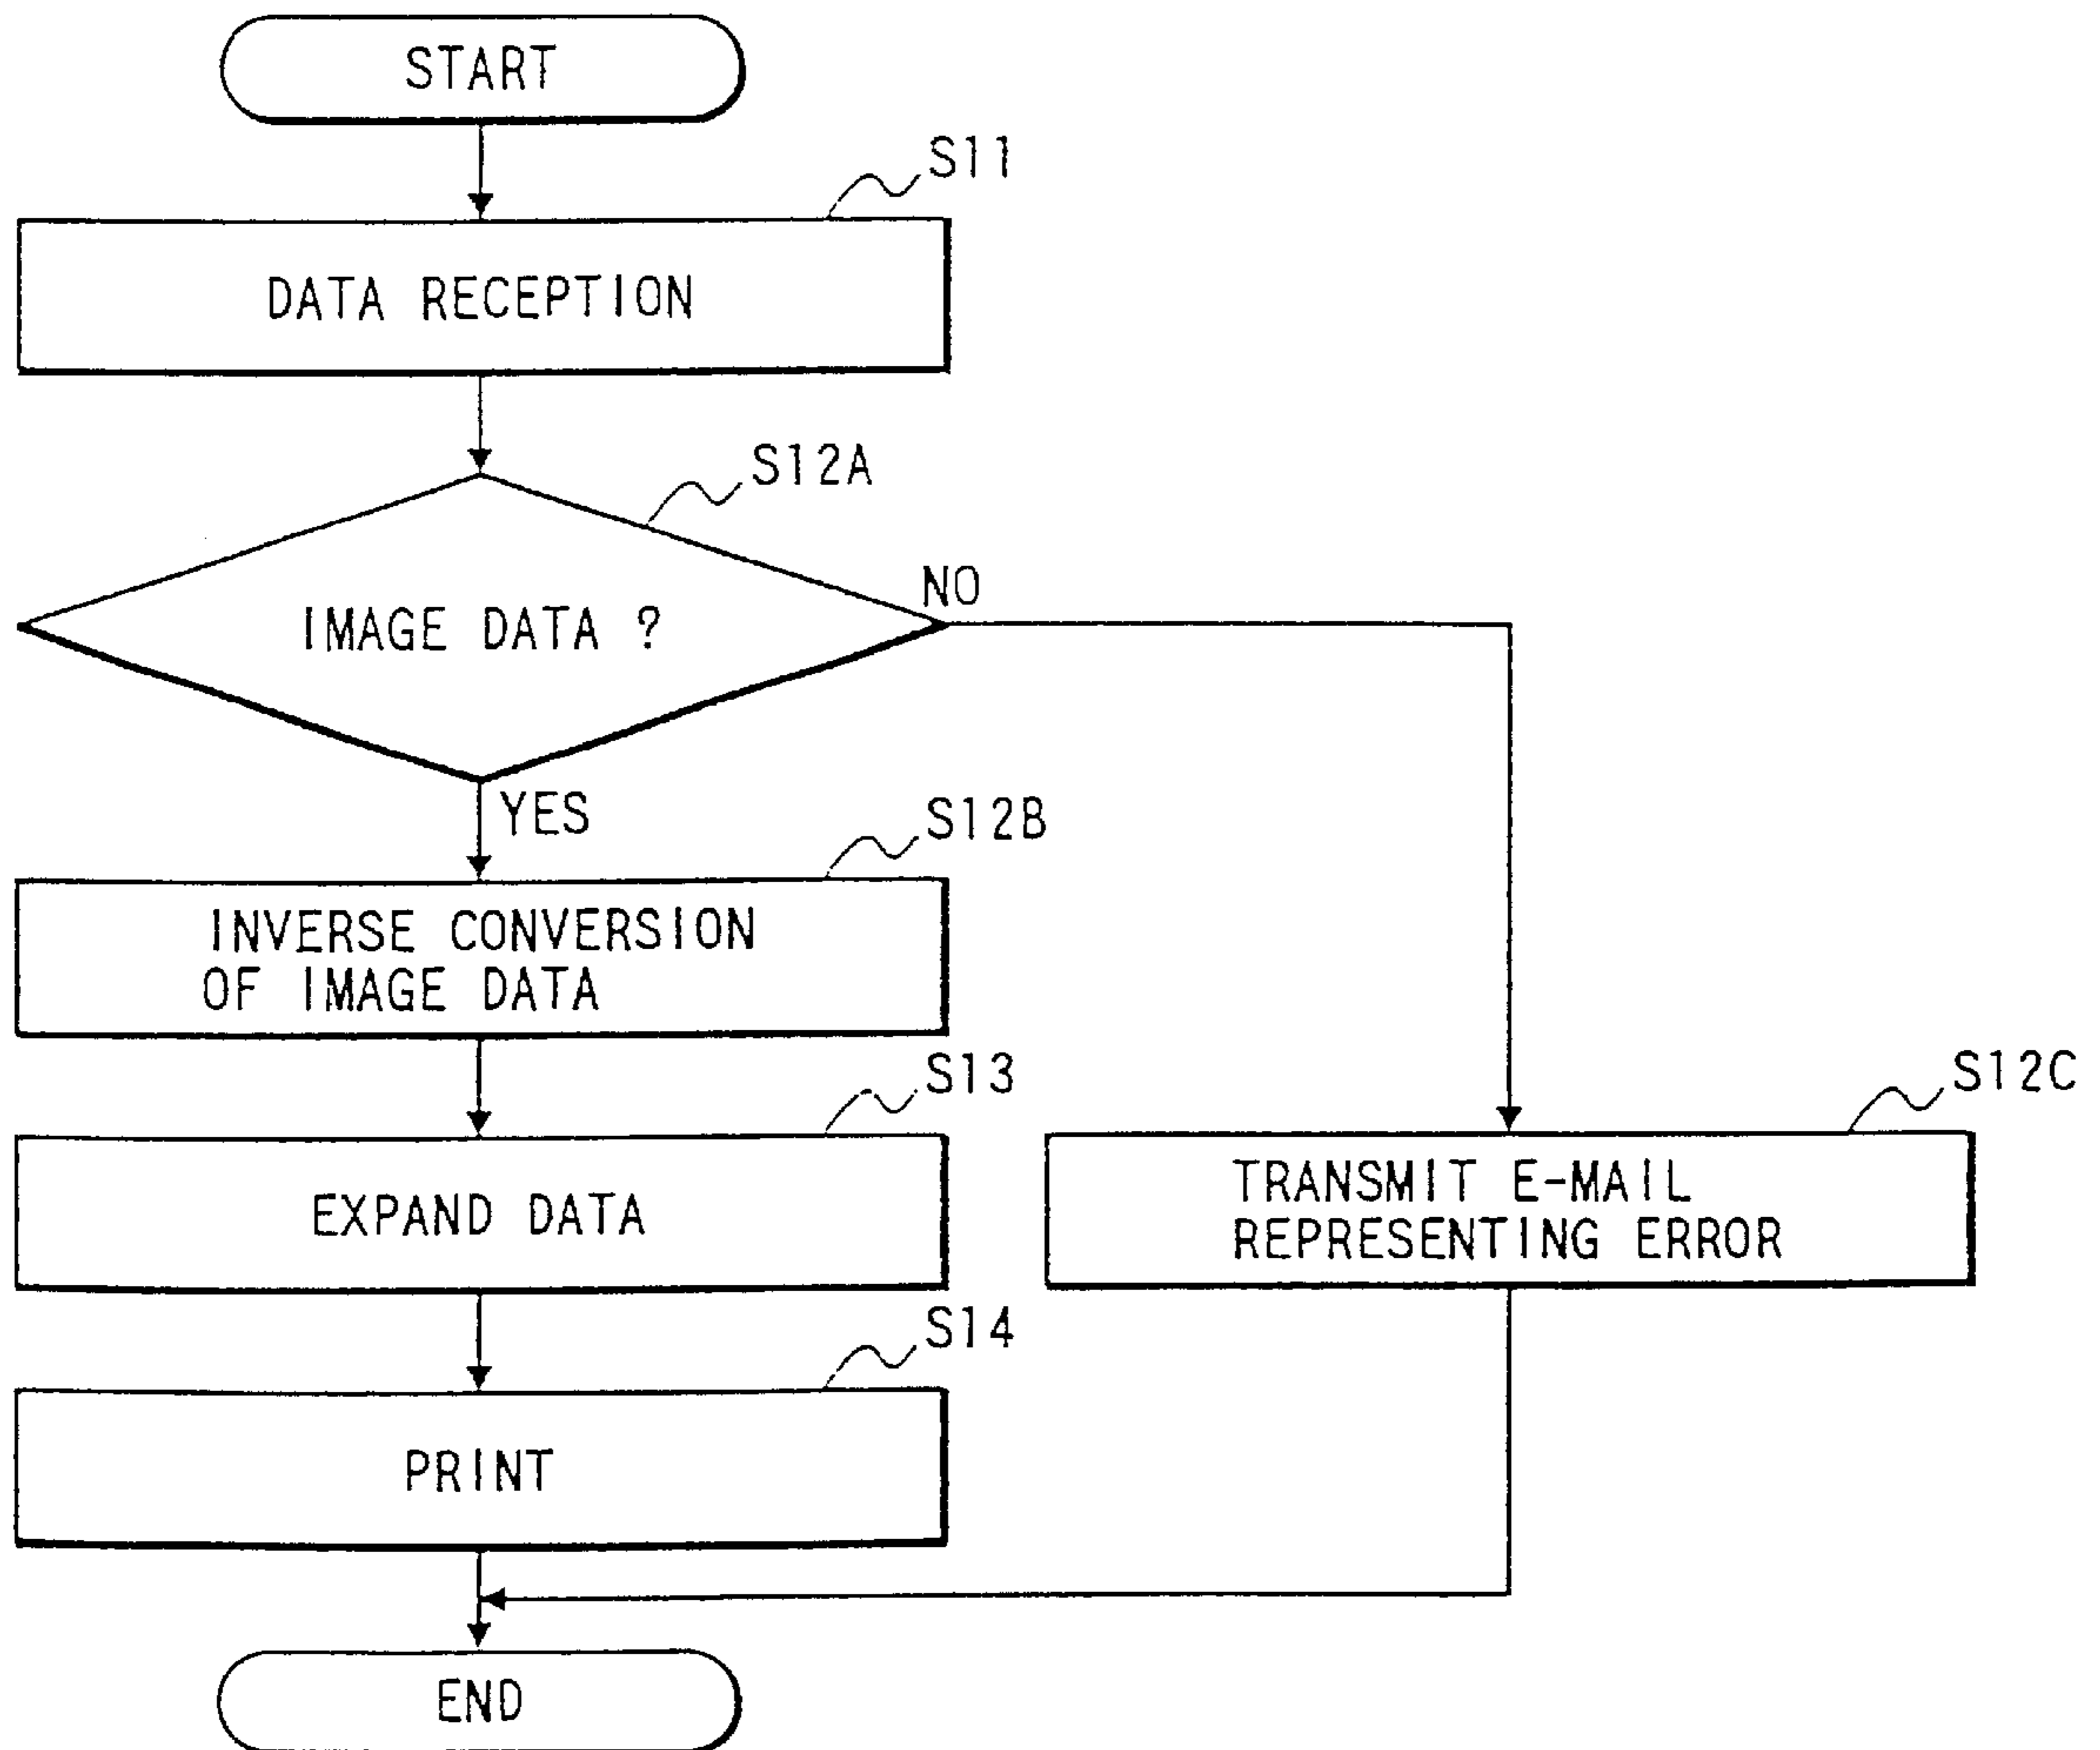 START
S11
DATA RECEPTION
S12A
IMAGE DATA ?
NO
YES
S12B
INVERSE CONVERSION
OF IMAGE DATA
S13
EXPAND DATA
S12C
TRANSMIT E-MAIL
REPRESENTING ERROR
S14
PRINT
END